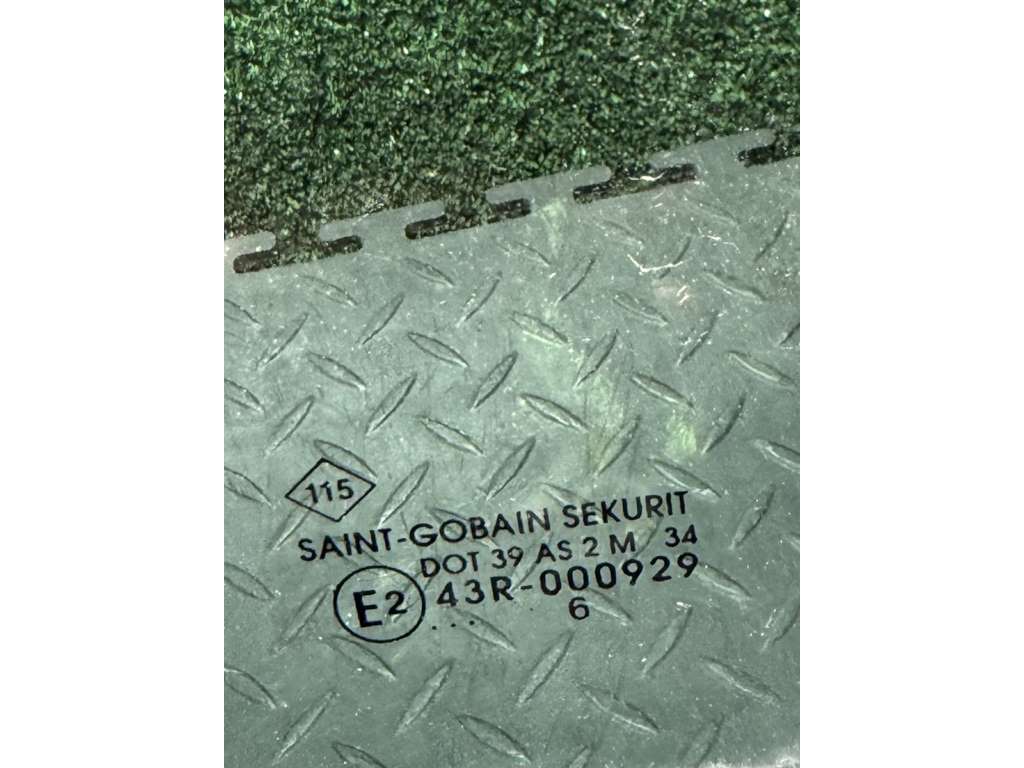 115
SAINT-GOBAIN SEKURIT
DOT 39 AS 2 M 34
E2 43R-000929
... 6